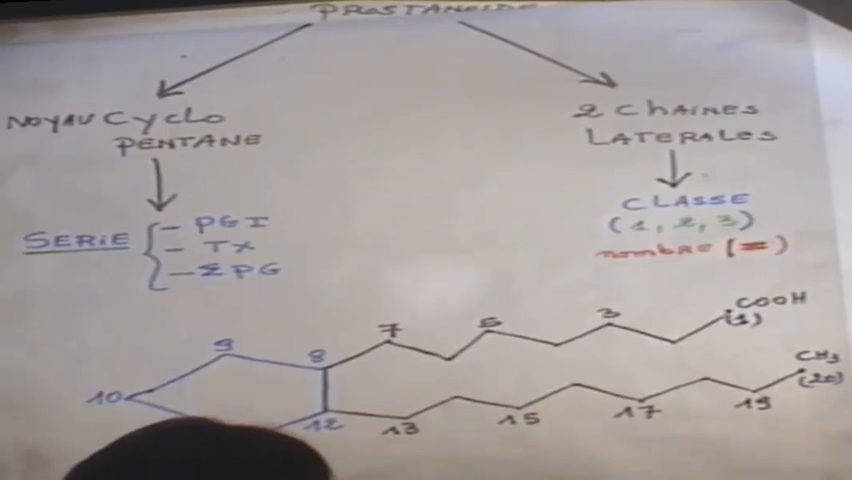 PROSTANOIDE
NOYAU Cyclo
PENTANE
2 CHAINES
LATERALES
SERIE
- PGI
- TX
- Σ PG
CLASSE
(1, 2, 3)
nombre (=)
COOH
(1)
3
5
7
9
8
10
12
13
15
17
19
CH3
(20)